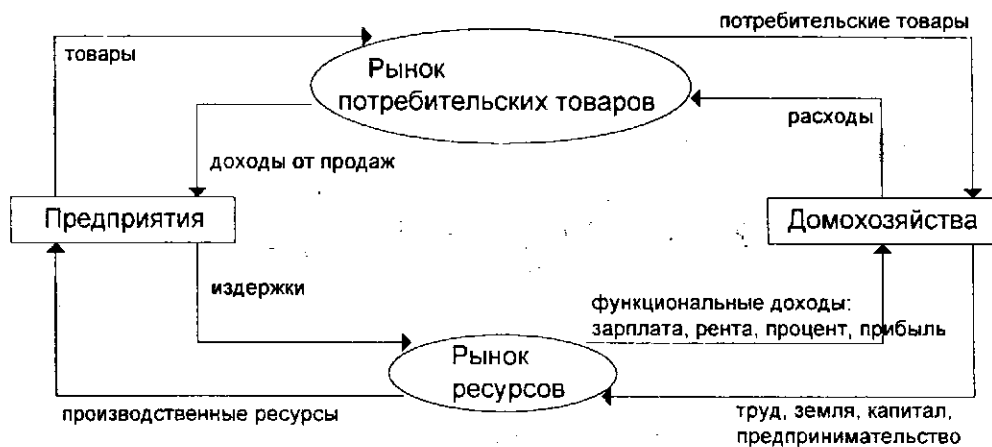 потребительские товары
товары
Рынок
потребительских товаров
расходы
доходы от продаж
Предприятия
Домохозяйства
издержки
функциональные доходы:
зарплата, рента, процент, прибыль
Рынок
ресурсов
производственные ресурсы
труд, земля, капитал,
предпринимательство